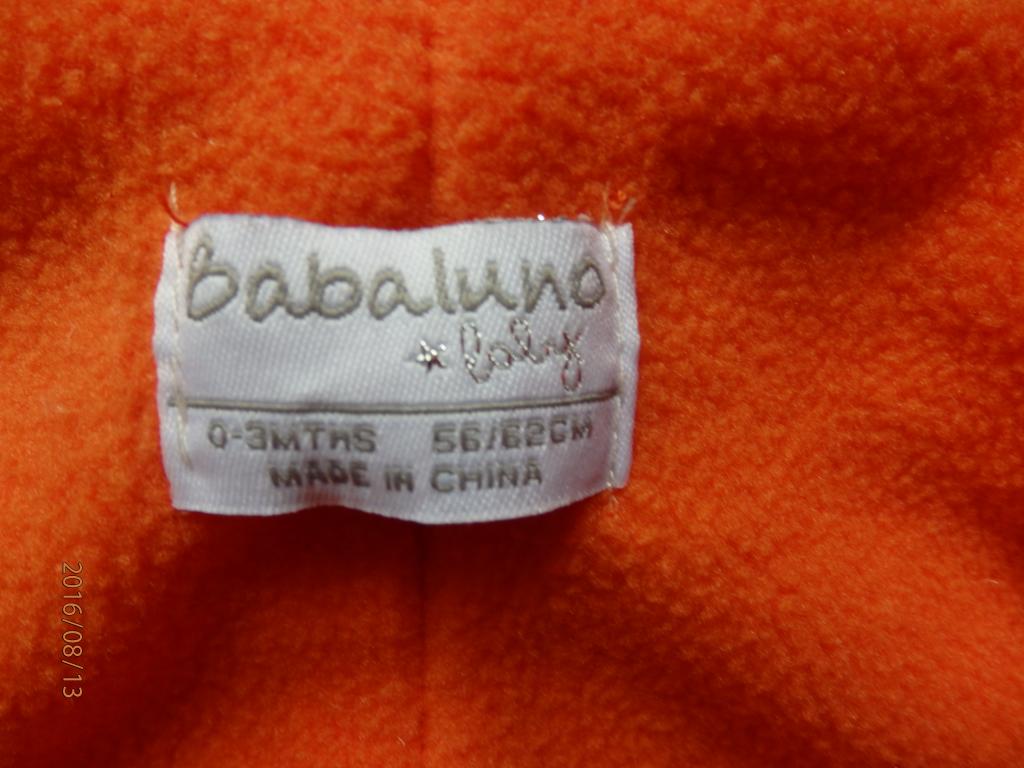 babaluno
baby
0-3MTHS 56/62CM
MADE IN CHINA
2016/08/13